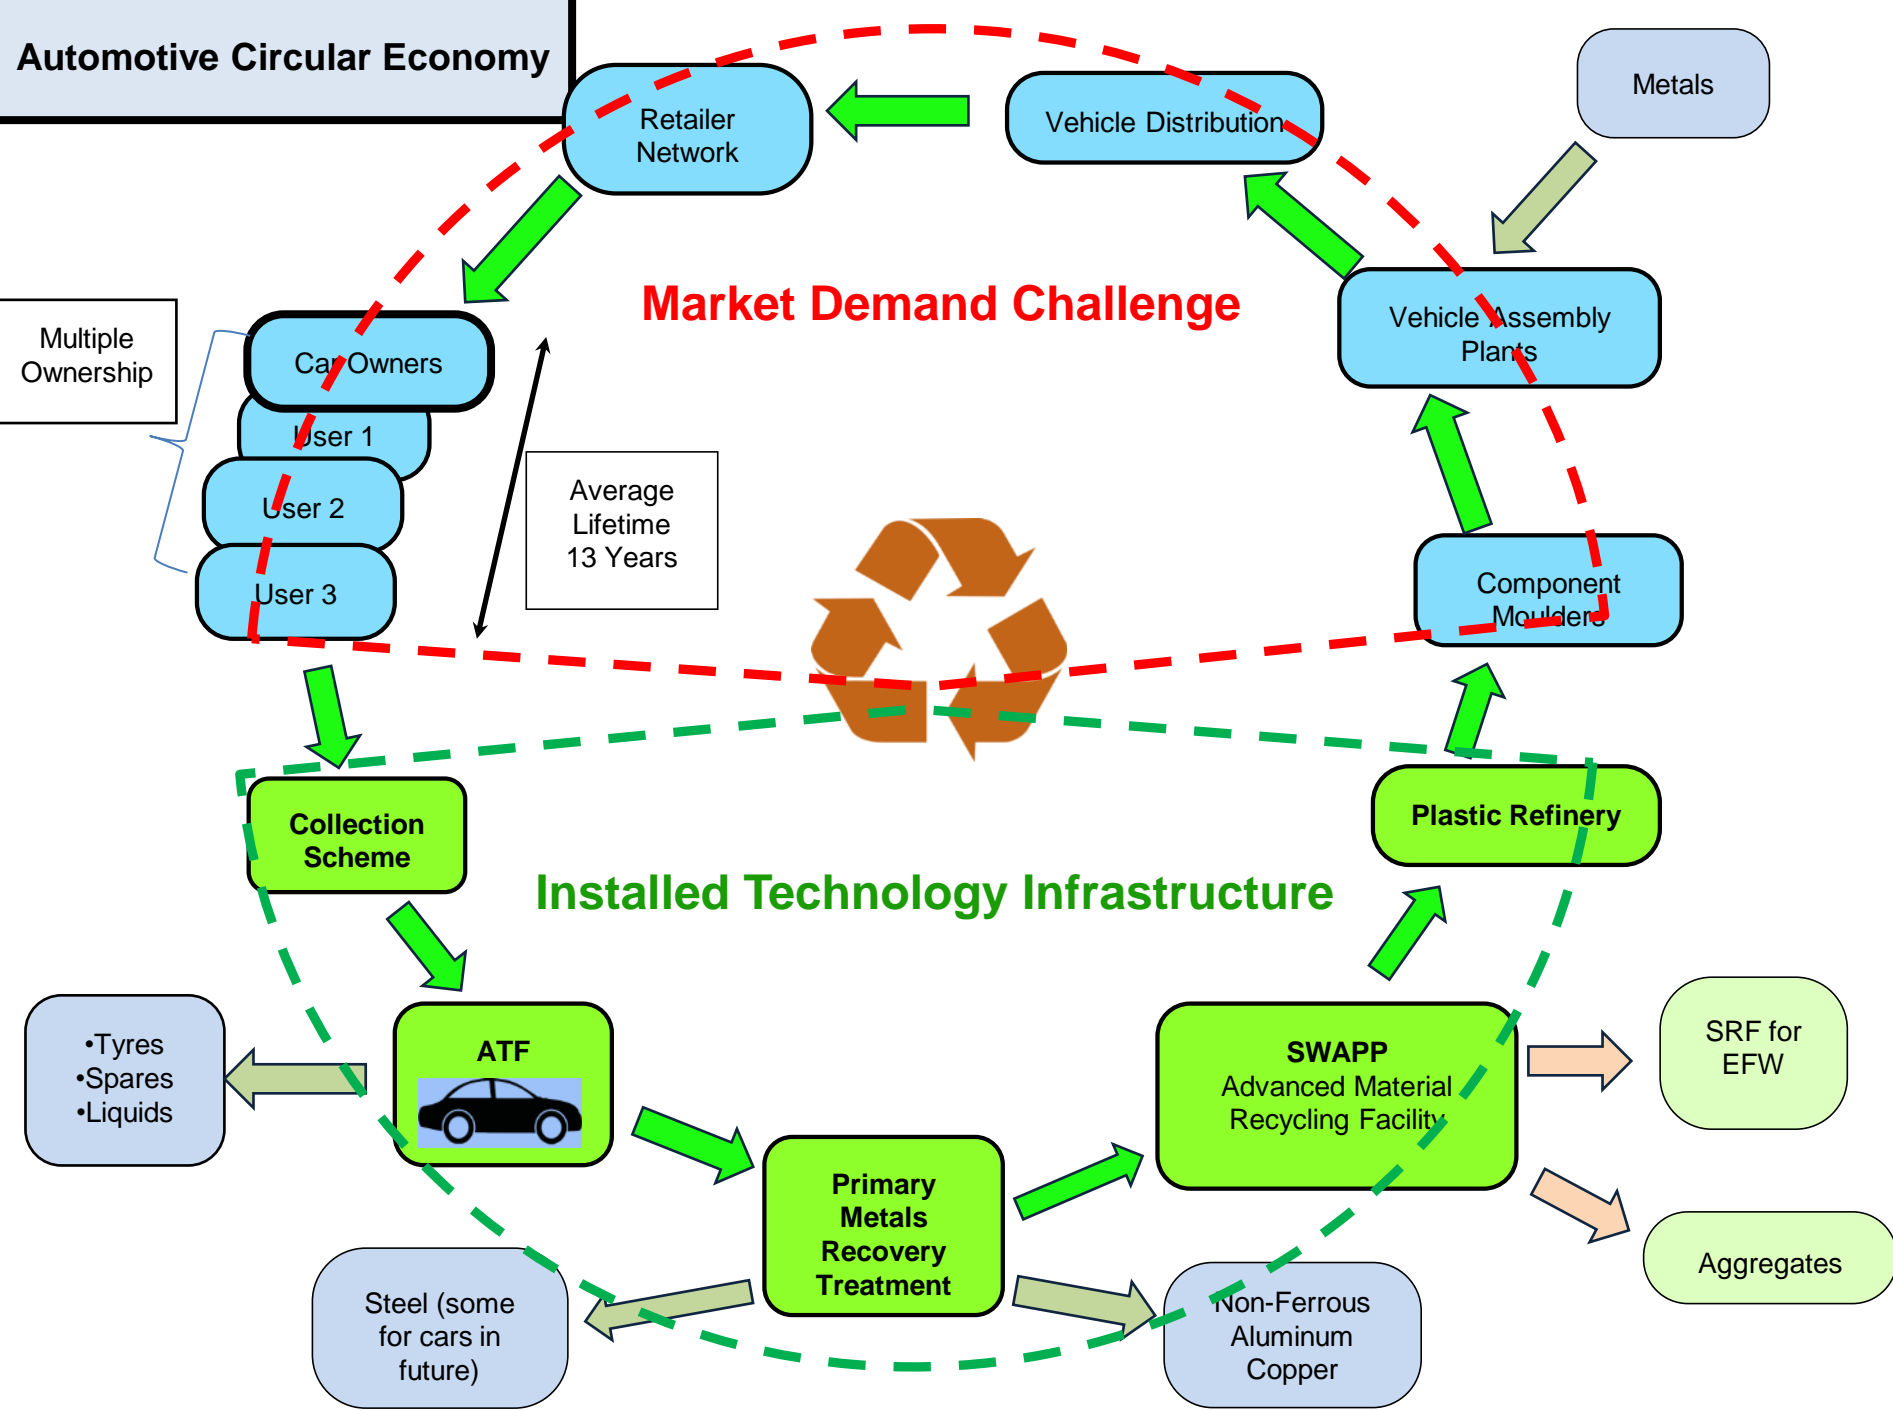 Automotive Circular Economy
Retailer
Network
Vehicle Distribution
Metals
Market Demand Challenge
Vehicle Assembly
Plants
Multiple
Ownership
Car Owners
User 1
User 2
User 3
Average
Lifetime
13 Years
Component
Moulders
Collection
Scheme
Plastic Refinery
Installed Technology Infrastructure
•Tyres
•Spares
•Liquids
ATF
SWAPP
Advanced Material
Recycling Facility
SRF for
EFW
Primary
Metals
Recovery
Treatment
Aggregates
Steel (some
for cars in
future)
Non-Ferrous
Aluminum
Copper